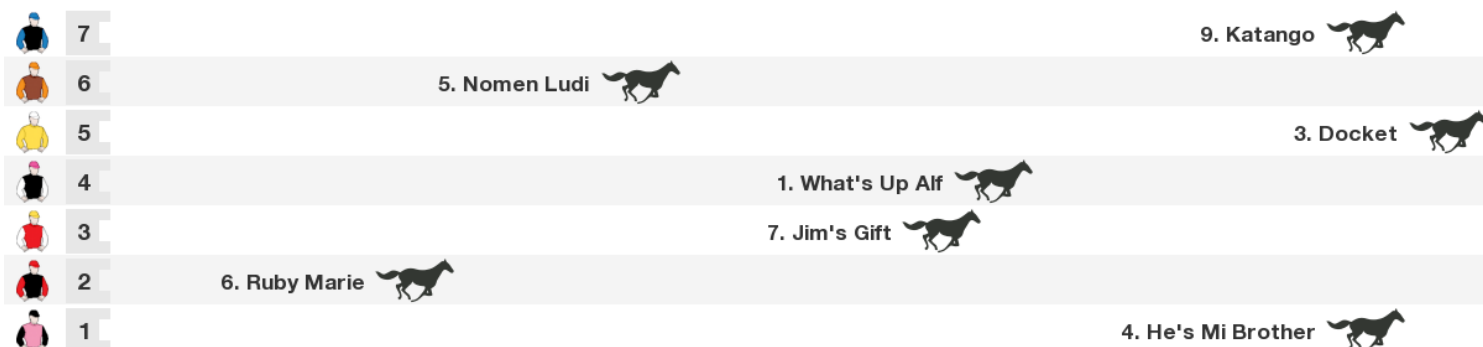 7 9. Katango
6 5. Nomen Ludi
5 3. Docket
4 1. What's Up Alf
3 7. Jim's Gift
2 6. Ruby Marie
1 4. He's Mi Brother